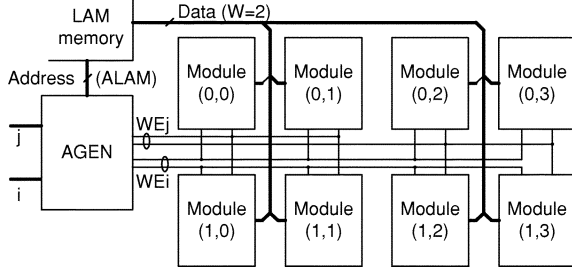 LAM
memory
Data (W=2)
Address
(ALAM)
Module
(0,0)
Module
(0,1)
Module
(0,2)
Module
(0,3)
j
i
AGEN
WEj
WEi
Module
(1,0)
Module
(1,1)
Module
(1,2)
Module
(1,3)